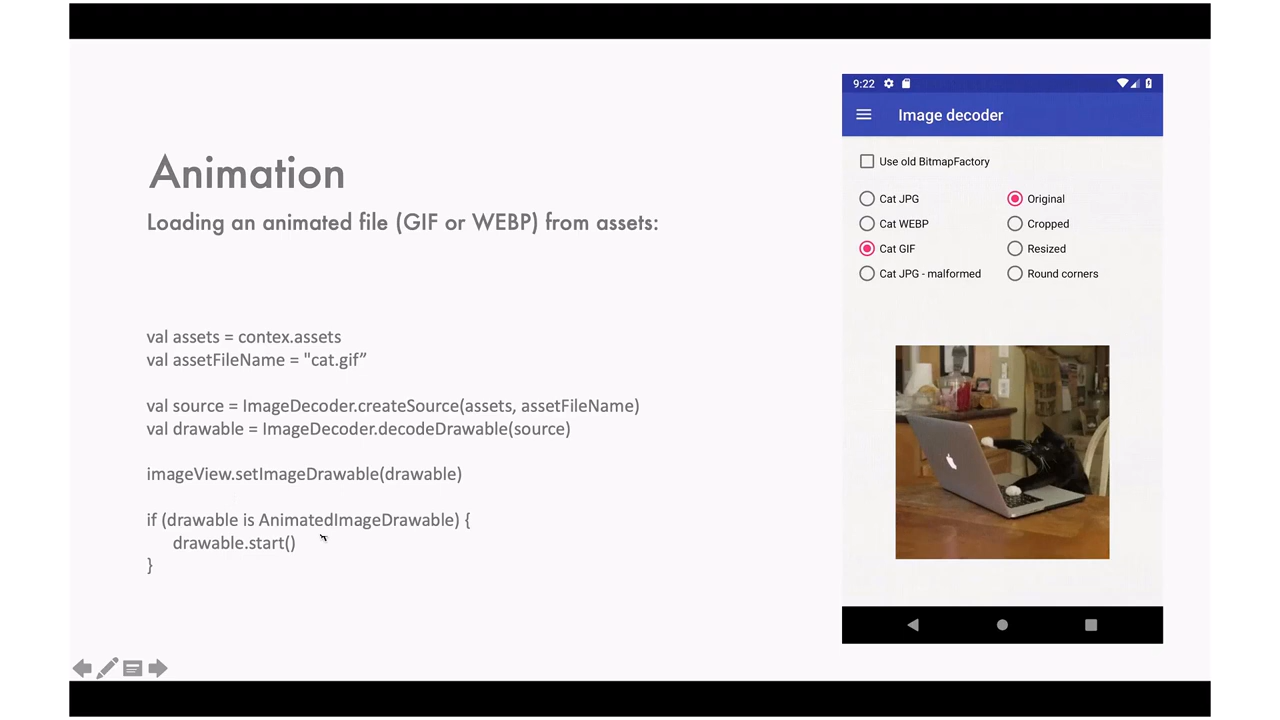 Animation
Loading an animated file (GIF or WEBP) from assets:
val assets = contex.assets
val assetFileName = "cat.gif”
val source = ImageDecoder.createSource(assets, assetFileName)
val drawable = ImageDecoder.decodeDrawable(source)
imageView.setImageDrawable(drawable)
if (drawable is AnimatedImageDrawable) {
drawable.start()
}
9:22
Image decoder
Use old BitmapFactory
Cat JPG
Original
Cat WEBP
Cropped
Cat GIF
Resized
Cat JPG - malformed
Round corners